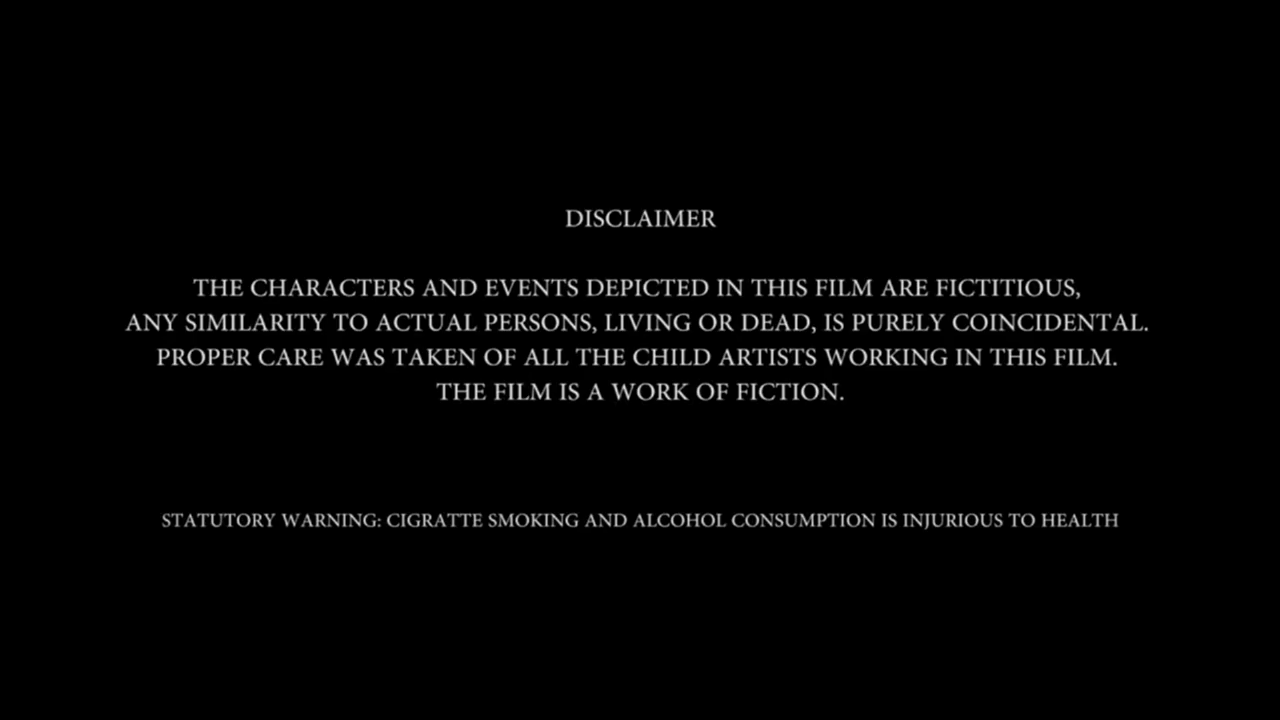 DISCLAIMER
THE CHARACTERS AND EVENTS DEPICTED IN THIS FILM ARE FICTITIOUS,
ANY SIMILARITY TO ACTUAL PERSONS, LIVING OR DEAD, IS PURELY COINCIDENTAL.
PROPER CARE WAS TAKEN OF ALL THE CHILD ARTISTS WORKING IN THIS FILM.
THE FILM IS A WORK OF FICTION.
STATUTORY WARNING: CIGRATTE SMOKING AND ALCOHOL CONSUMPTION IS INJURIOUS TO HEALTH